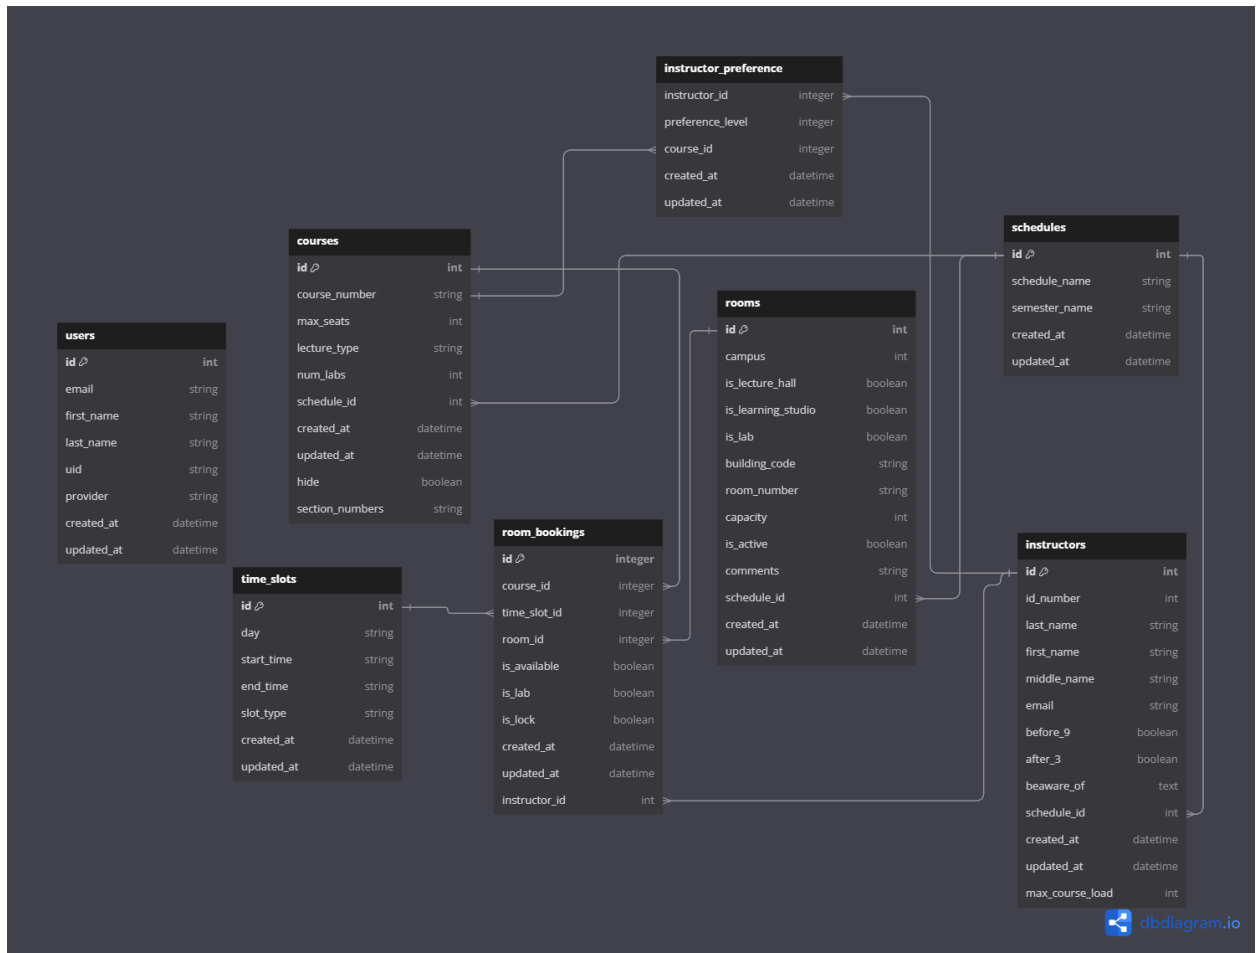 instructor_preference
instructor_id integer
preference_level integer
course_id integer
created_at datetime
updated_at datetime
schedules
id int
schedule_name string
semester_name string
created_at datetime
updated_at datetime
courses
id int
course_number string
max_seats int
lecture_type string
num_labs int
schedule_id int
created_at datetime
updated_at datetime
hide boolean
section_numbers string
rooms
id int
campus int
is_lecture_hall boolean
is_learning_studio boolean
is_lab boolean
building_code string
room_number string
capacity int
is_active boolean
comments string
schedule_id int
created_at datetime
updated_at datetime
users
id int
email string
first_name string
last_name string
uid string
provider string
created_at datetime
updated_at datetime
room_bookings
id integer
course_id integer
time_slot_id integer
room_id integer
is_available boolean
is_lab boolean
is_lock boolean
created_at datetime
updated_at datetime
instructor_id int
instructors
id int
id_number int
last_name string
first_name string
middle_name string
email string
before_9 boolean
after_3 boolean
beaware_of text
schedule_id int
created_at datetime
updated_at datetime
max_course_load int
time_slots
id int
day string
start_time string
end_time string
slot_type string
created_at datetime
updated_at datetime
dbdiagram.io